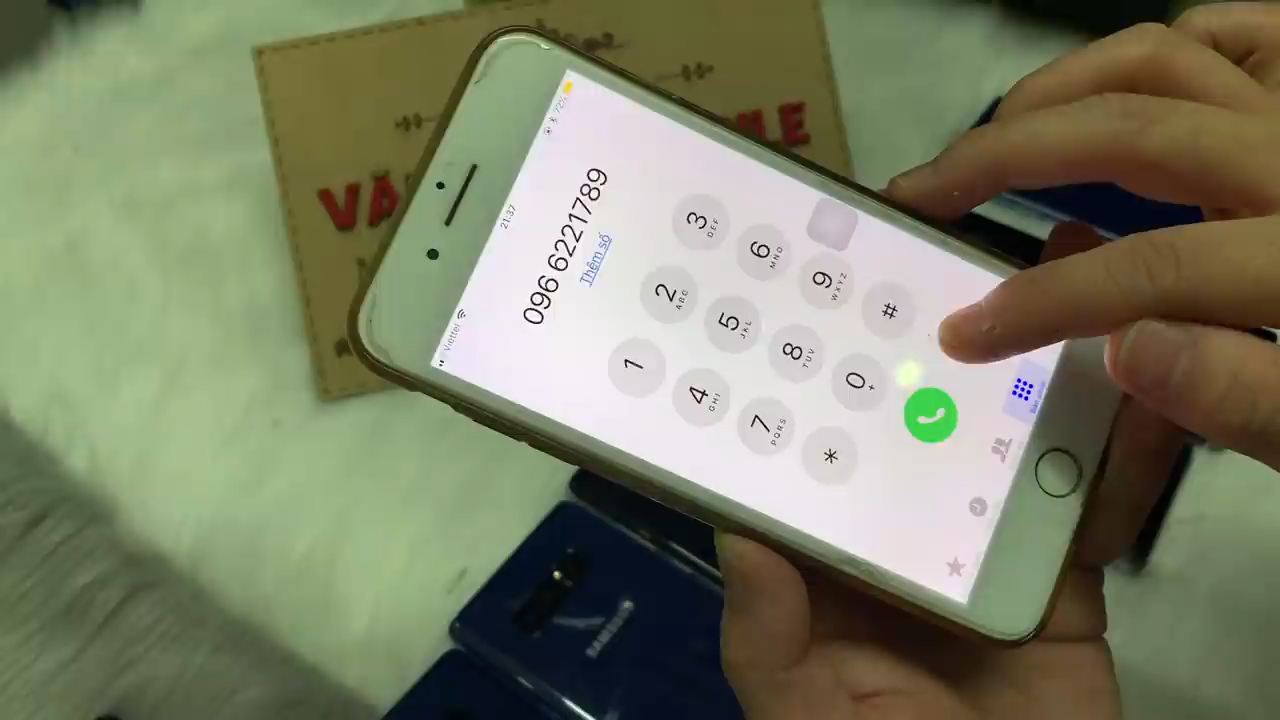 Viettel 21:37 72%
096 6221789
Thêm số
1 2 ABC 3 DEF
4 GHI 5 JKL 6 MNO
7 PQRS 8 TUV 9 WXYZ
* 0 + #
SAMSUNG